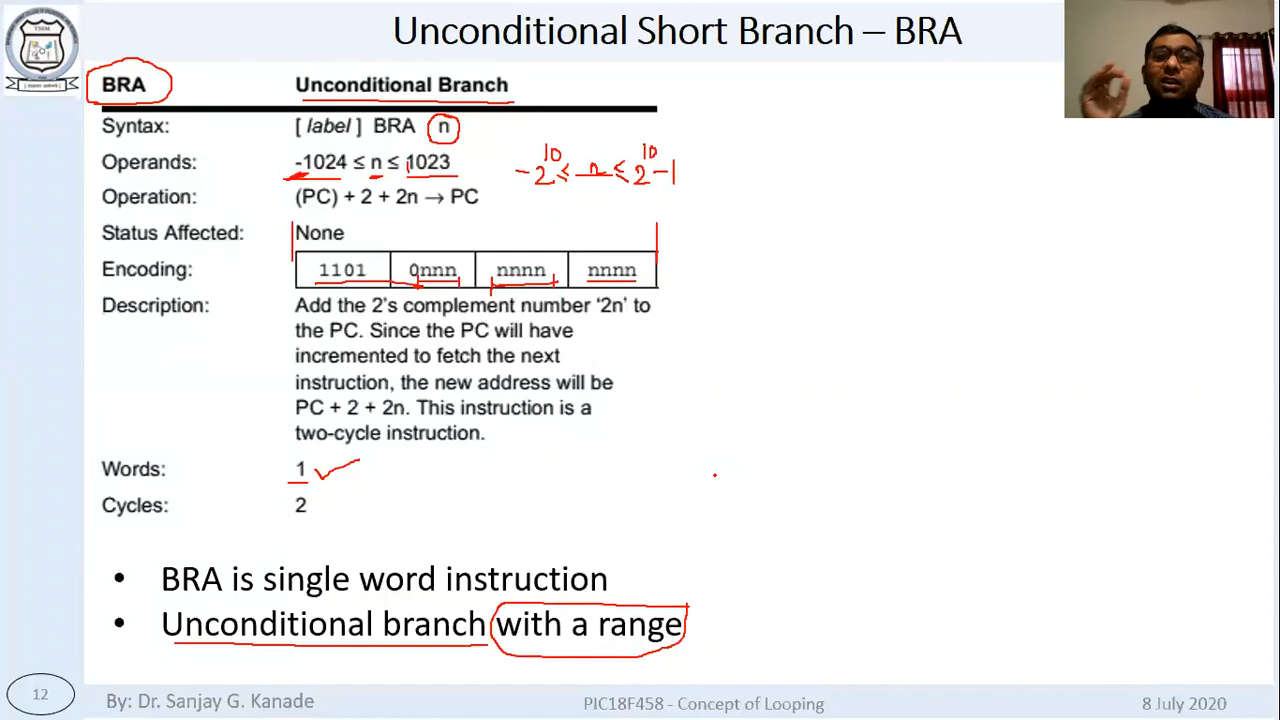 Unconditional Short Branch – BRA
TSSM
BRA Unconditional Branch
Syntax: [ label ] BRA n
Operands: -1024 ≤ n ≤ 1023
-2^10 ≤ n ≤ 2^10-1
Operation: (PC) + 2 + 2n → PC
Status Affected: None
Encoding: 1101 0nnn nnnn nnnn
Description: Add the 2's complement number '2n' to
the PC. Since the PC will have
incremented to fetch the next
instruction, the new address will be
PC + 2 + 2n. This instruction is a
two-cycle instruction.
Words: 1
Cycles: 2
• BRA is single word instruction
• Unconditional branch with a range
12 By: Dr. Sanjay G. Kanade PIC18F458 - Concept of Looping 8 July 2020